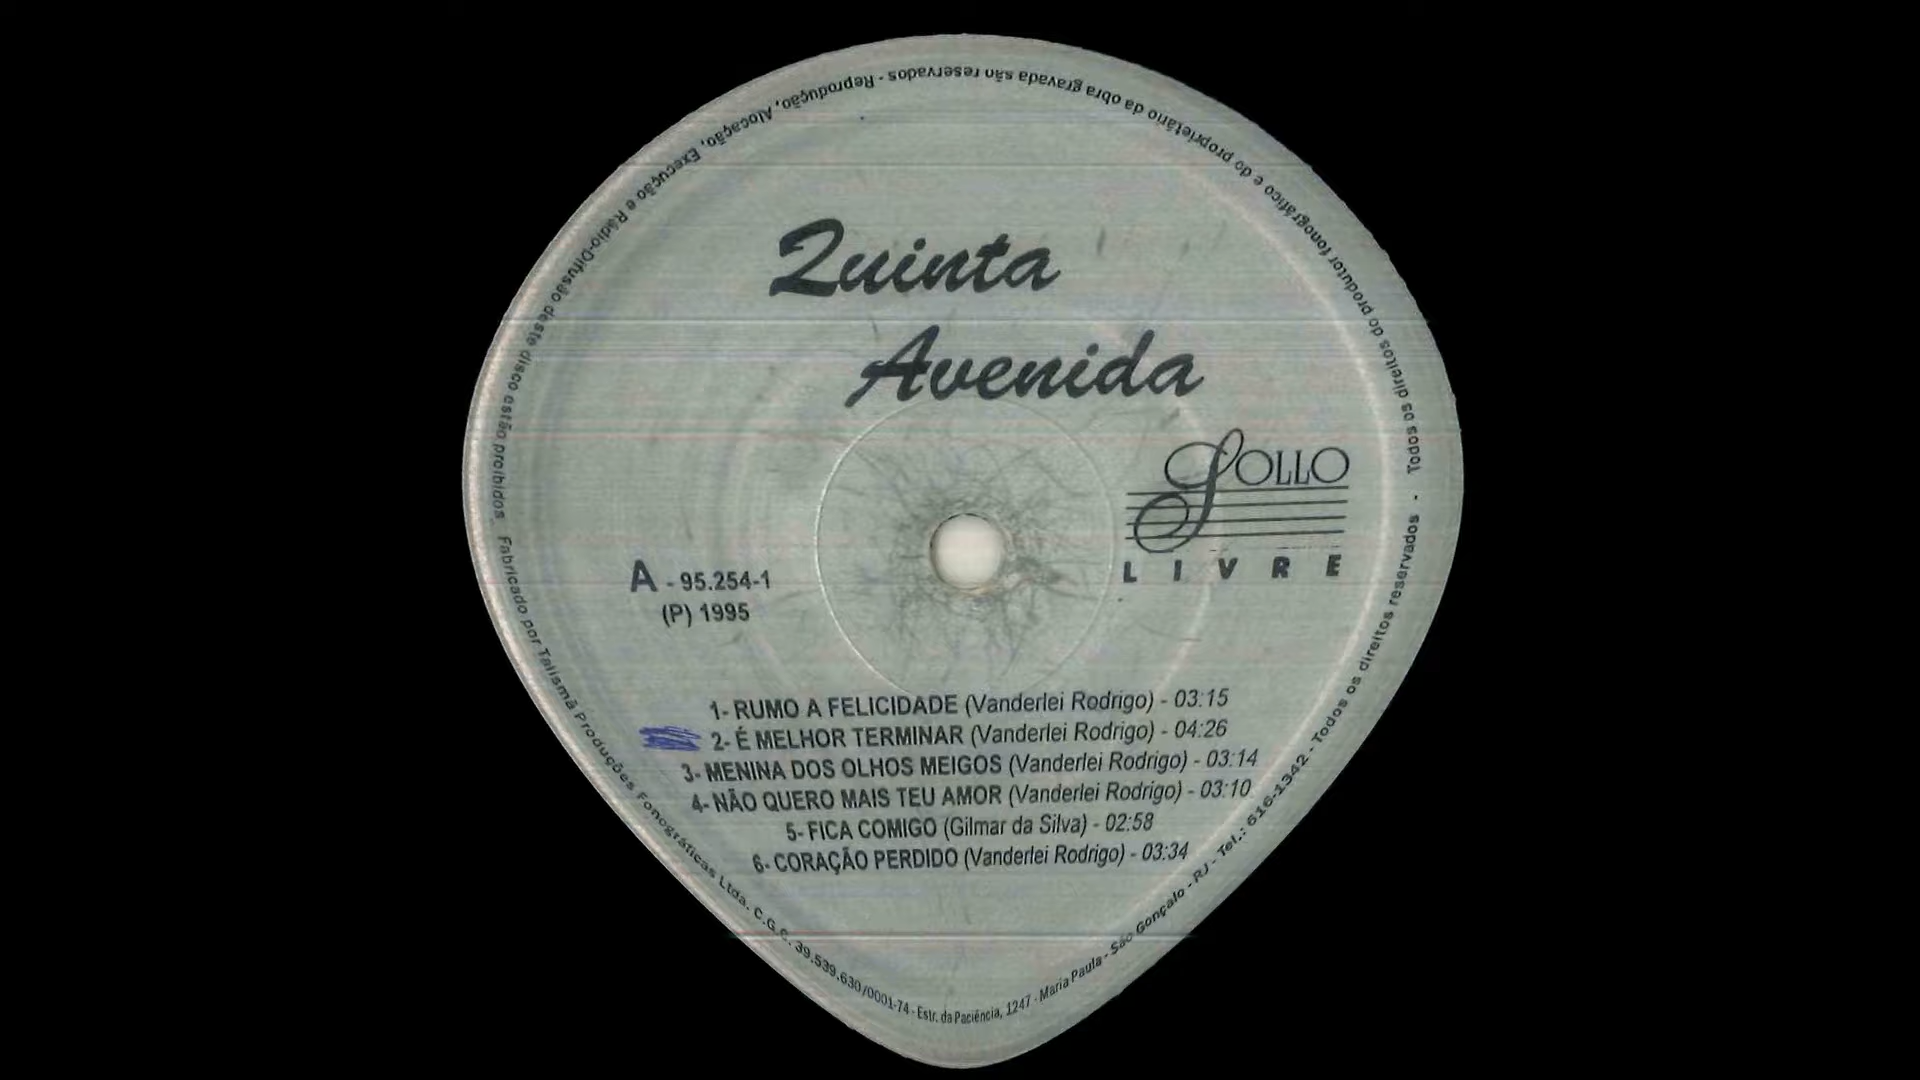 Quinta
Avenida
SOLLO
LIVRE
A - 95.254-1
(P) 1995
1- RUMO A FELICIDADE (Vanderlei Rodrigo) - 03:15
2- É MELHOR TERMINAR (Vanderlei Rodrigo) - 04:26
3- MENINA DOS OLHOS MEIGOS (Vanderlei Rodrigo) - 03:14
4- NÃO QUERO MAIS TEU AMOR (Vanderlei Rodrigo) - 03:10
5- FICA COMIGO (Gilmar da Silva) - 02:58
6- CORAÇÃO PERDIDO (Vanderlei Rodrigo) - 03:34
Fabricado por Talismã Produções Fonográficas Ltda. C.G.C. 39.539.630/0001-74 - Estr. da Paciência, 1247 - Maria Paula - São Gonçalo - RJ - Tel.: 616-1342 - Todos os direitos reservados - Todos os direitos do produtor fonográfico e do proprietário da obra gravada são reservados - Reprodução, Alocação, Execução e Rádio-Difusão deste disco estão proibidos.